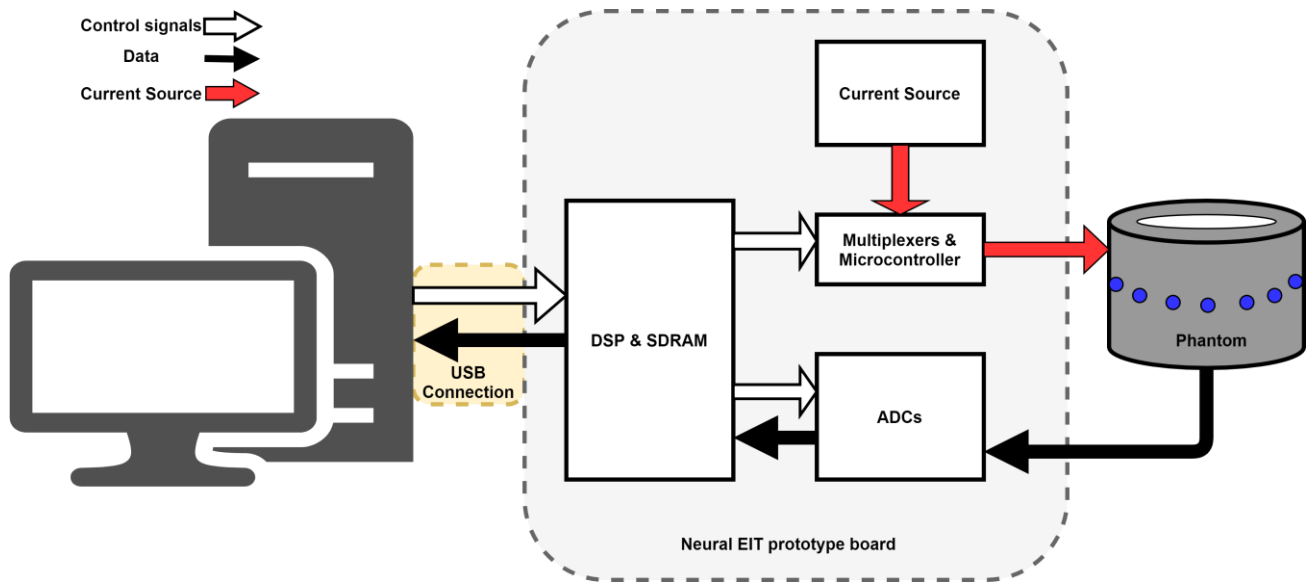 Control signals
Data
Current Source
Current Source
Multiplexers &
Microcontroller
DSP & SDRAM
USB
Connection
ADCs
Phantom
Neural EIT prototype board